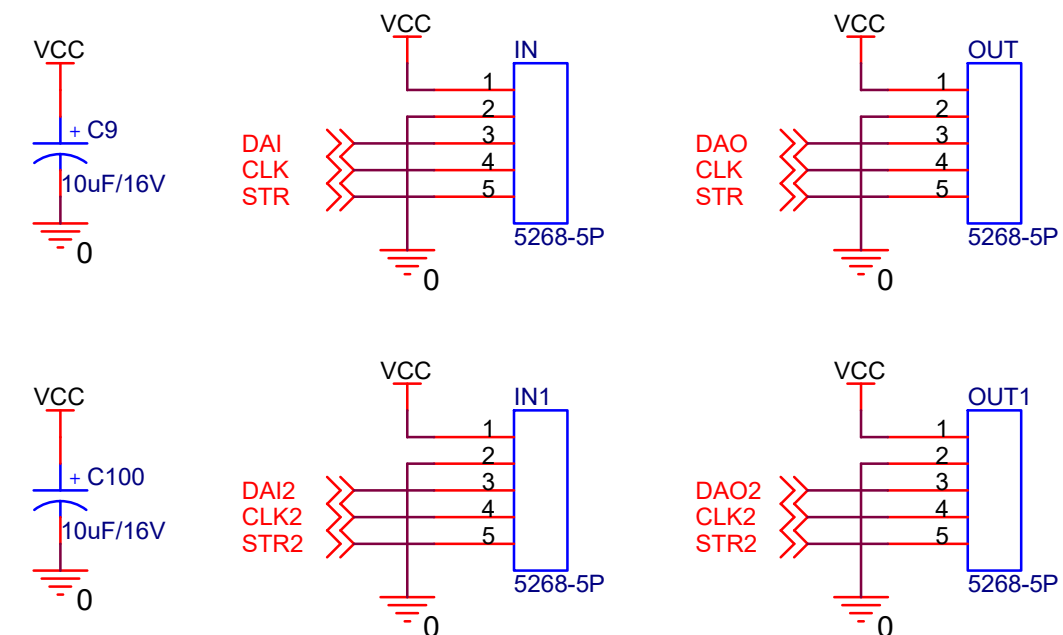 VCC
+ C9
10uF/16V
0
VCC
IN
1
2
DAI
3
CLK
4
STR
5
5268-5P
0
VCC
OUT
1
2
DAO
3
CLK
4
STR
5
5268-5P
0
VCC
+ C100
10uF/16V
0
VCC
IN1
1
2
DAI2
3
CLK2
4
STR2
5
5268-5P
0
VCC
OUT1
1
2
DAO2
3
CLK2
4
STR2
5
5268-5P
0